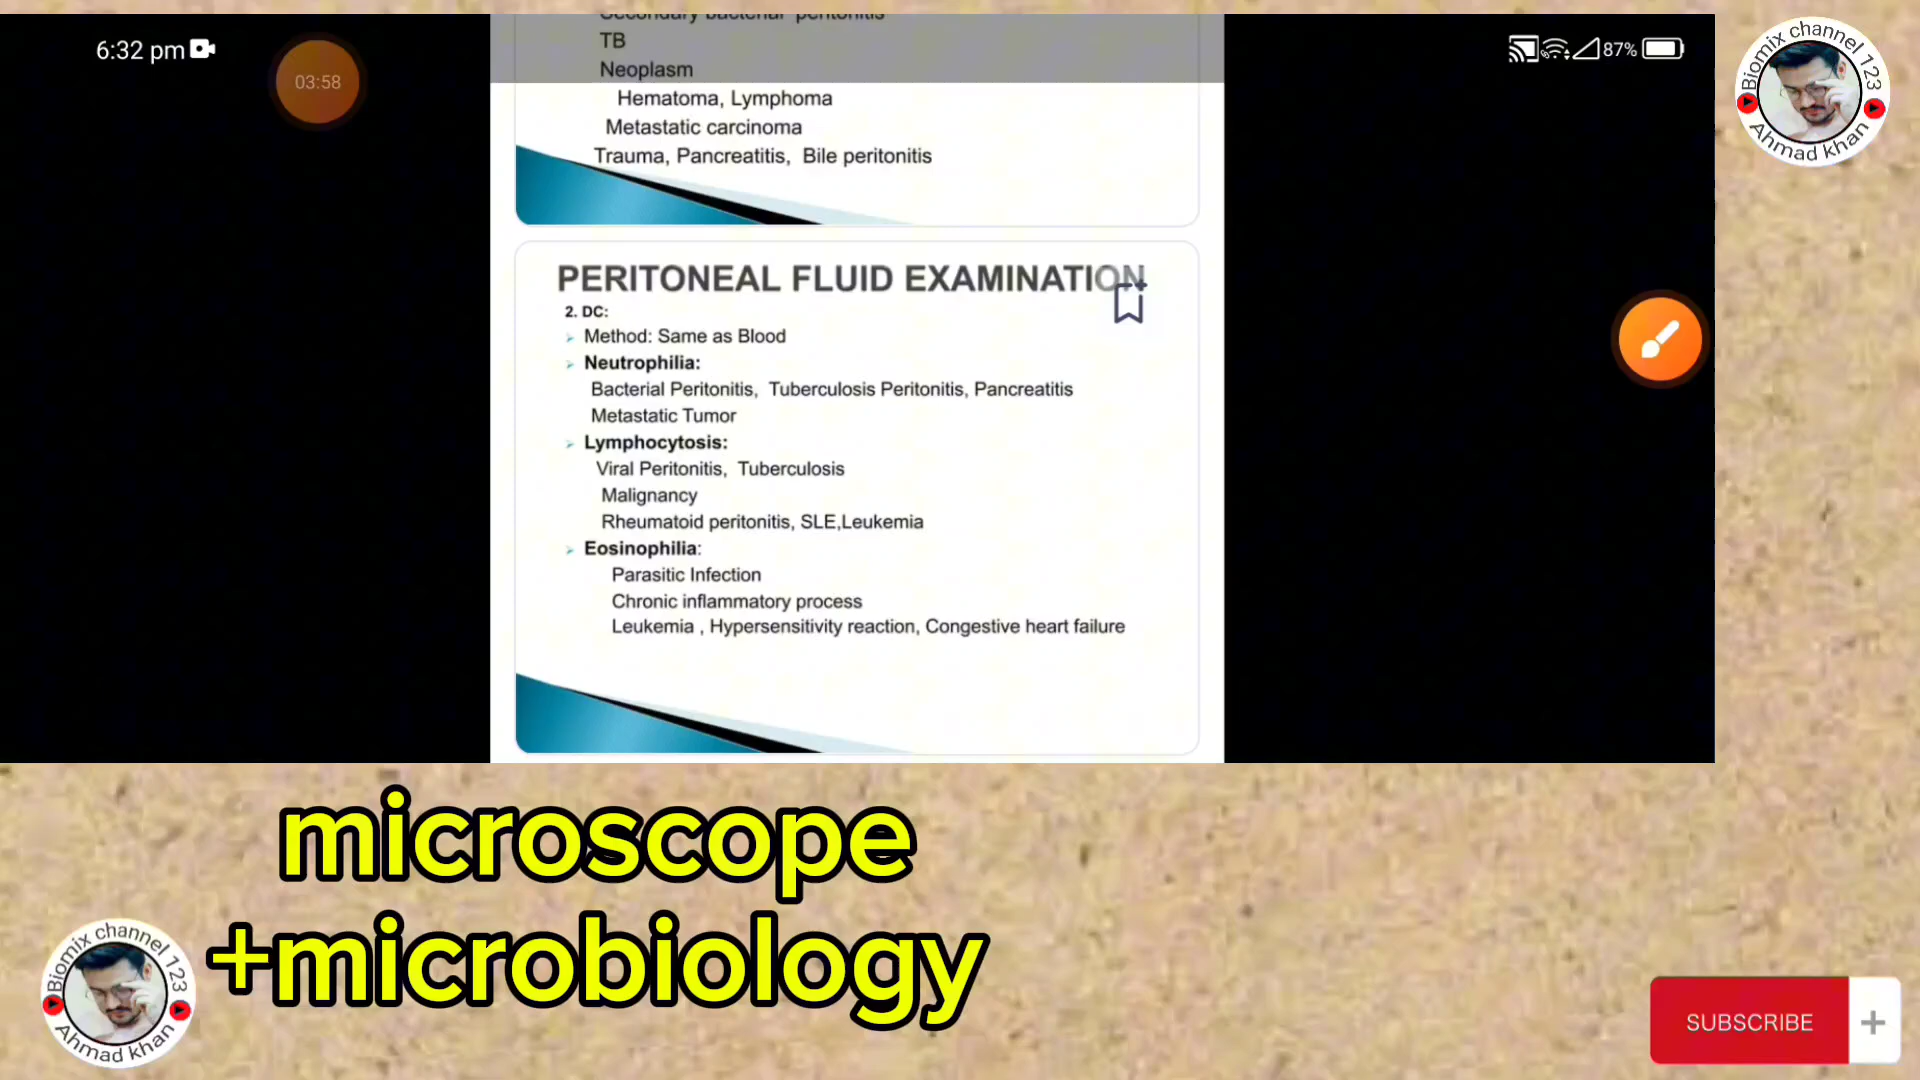 Secondary bacterial peritonitis
6:32 pm
87%
03:58
TB
Neoplasm
Hematoma, Lymphoma
Metastatic carcinoma
Trauma, Pancreatitis, Bile peritonitis
Biomix channel 123
Ahmad khan
PERITONEAL FLUID EXAMINATION
2. DC:
Method: Same as Blood
Neutrophilia:
Bacterial Peritonitis, Tuberculosis Peritonitis, Pancreatitis
Metastatic Tumor
Lymphocytosis:
Viral Peritonitis, Tuberculosis
Malignancy
Rheumatoid peritonitis, SLE,Leukemia
Eosinophilia:
Parasitic Infection
Chronic inflammatory process
Leukemia , Hypersensitivity reaction, Congestive heart failure
microscope
+microbiology
Biomix channel 123
Ahmad khan
SUBSCRIBE +